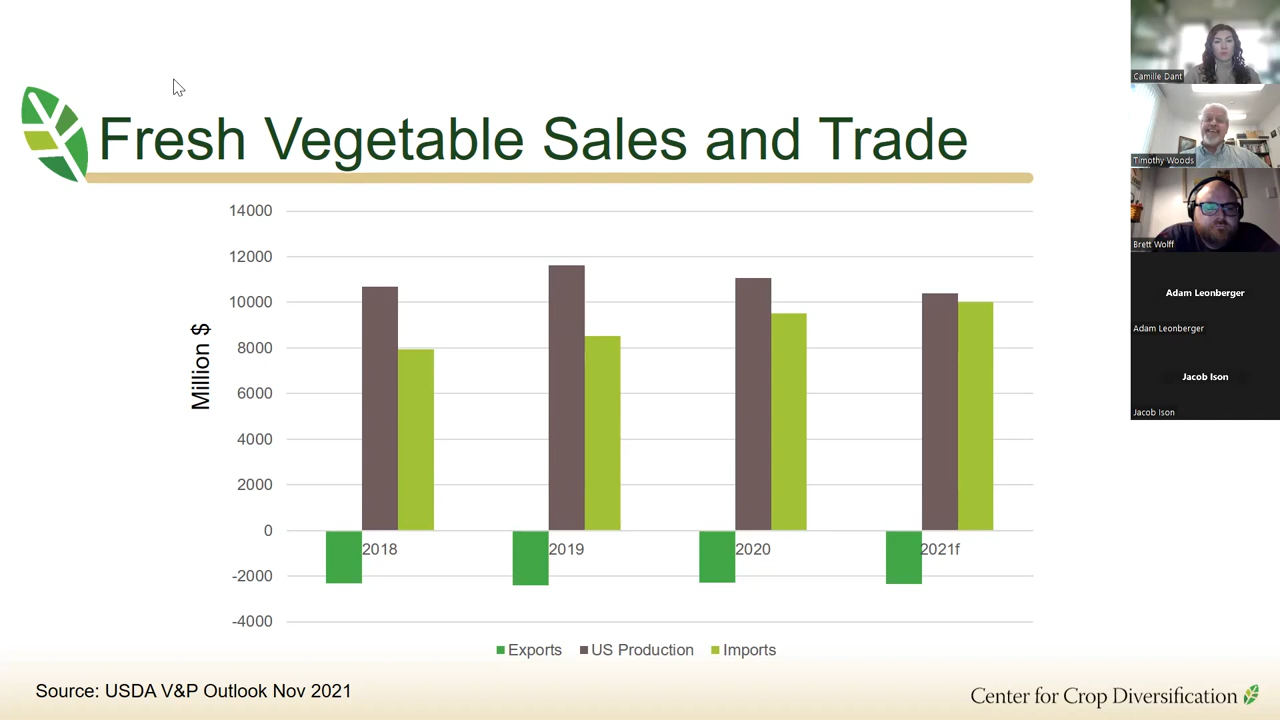 Fresh Vegetable Sales and Trade
14000
12000
10000
8000
6000
4000
2000
0
-2000
-4000
Million $
2018
2019
2020
2021f
Exports
US Production
Imports
Source: USDA V&P Outlook Nov 2021
Center for Crop Diversification
Camille Dant
Timothy Woods
Brett Wolff
Adam Leonberger
Adam Leonberger
Jacob Ison
Jacob Ison